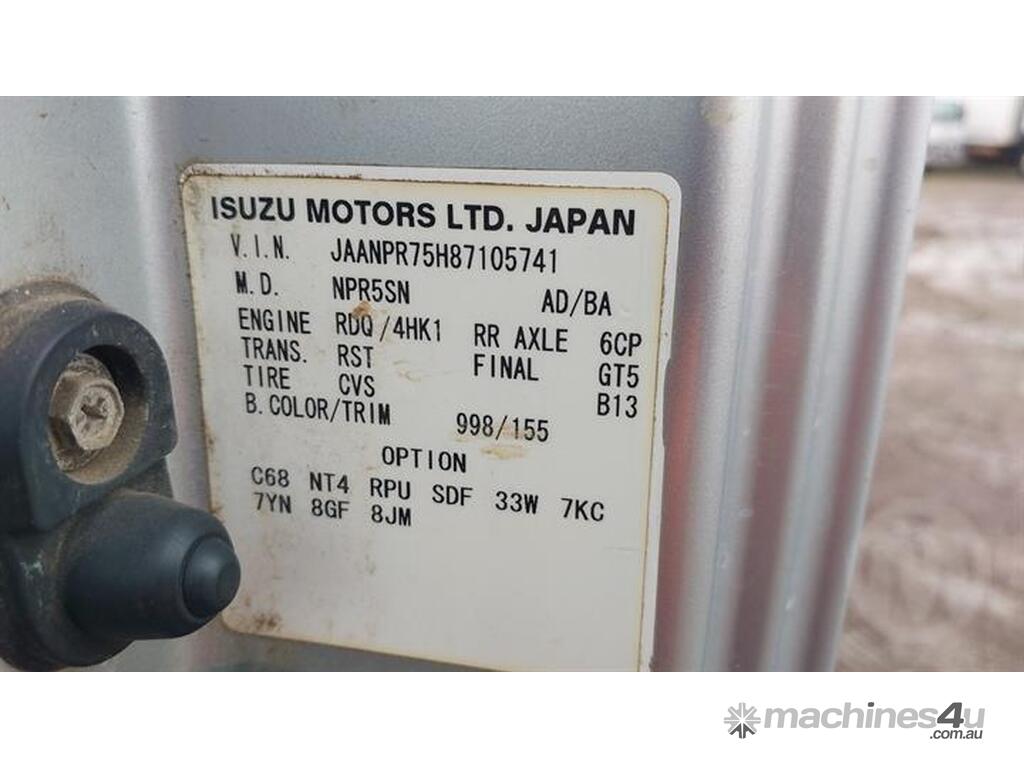 ISUZU MOTORS LTD. JAPAN
V.I.N. JAANPR75H87105741
M.D. NPR5SN AD/BA
ENGINE RDQ/4HK1 RR AXLE 6CP
TRANS. RST FINAL GT5
TIRE CVS B13
B.COLOR/TRIM 998/155
OPTION
C68 NT4 RPU SDF 33W 7KC
7YN 8GF 8JM
machines4u
.com.au